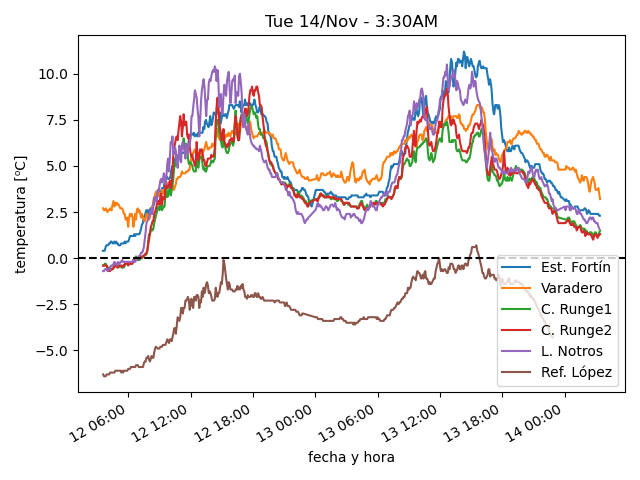 Tue 14/Nov - 3:30AM
temperatura [ºC]
10.0
7.5
5.0
2.5
0.0
−2.5
−5.0
Est. Fortín
Varadero
C. Runge1
C. Runge2
L. Notros
Ref. López
12 06:00
12 12:00
12 18:00
13 00:00
13 06:00
13 12:00
13 18:00
14 00:00
fecha y hora